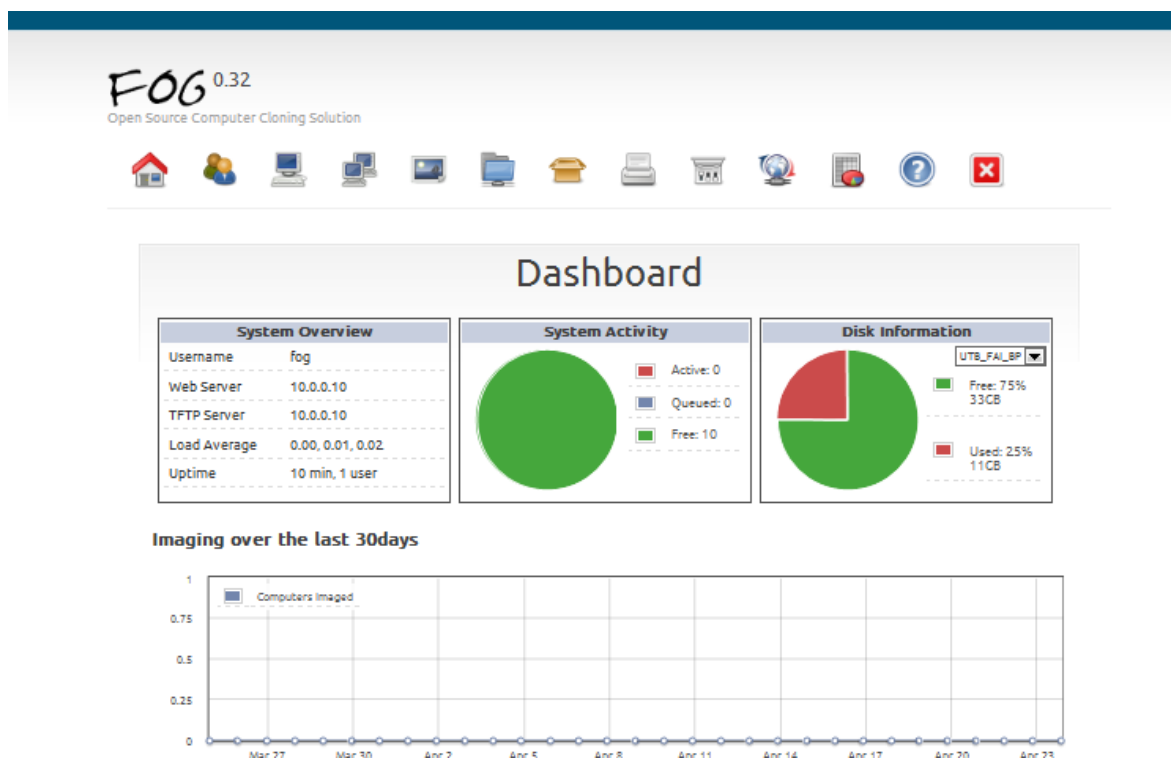 FOG 0.32
Open Source Computer Cloning Solution
Dashboard
System Overview
Username fog
Web Server 10.0.0.10
TFTP Server 10.0.0.10
Load Average 0.00, 0.01, 0.02
Uptime 10 min, 1 user
System Activity
Active: 0
Queued: 0
Free: 10
Disk Information
UTB_FAI_BP
Free: 75%
33GB
Used: 25%
11GB
Imaging over the last 30days
Computers Imaged
1
0.75
0.5
0.25
0
Mar 27 Mar 30 Apr 2 Apr 5 Apr 8 Apr 11 Apr 14 Apr 17 Apr 20 Apr 23